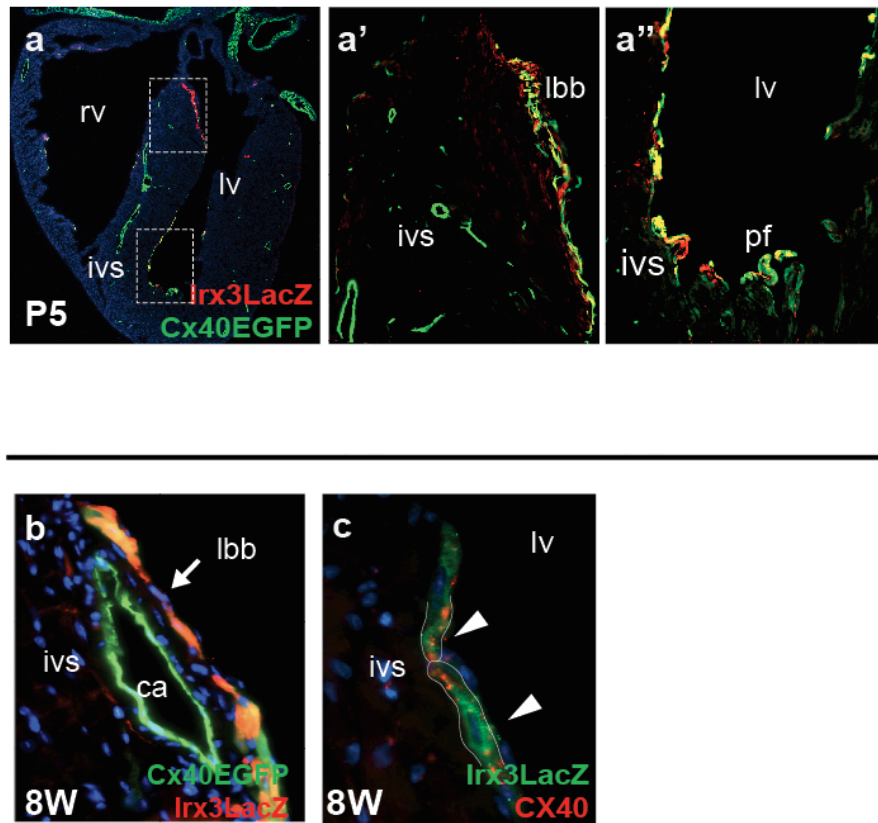 a
rv
lv
ivs
P5
Irx3LacZ
Cx40EGFP
a’
lbb
ivs
a’’
lv
pf
ivs
b
lbb
ivs
ca
Cx40EGFP
8W
Irx3LacZ
c
lv
ivs
Irx3LacZ
8W
CX40